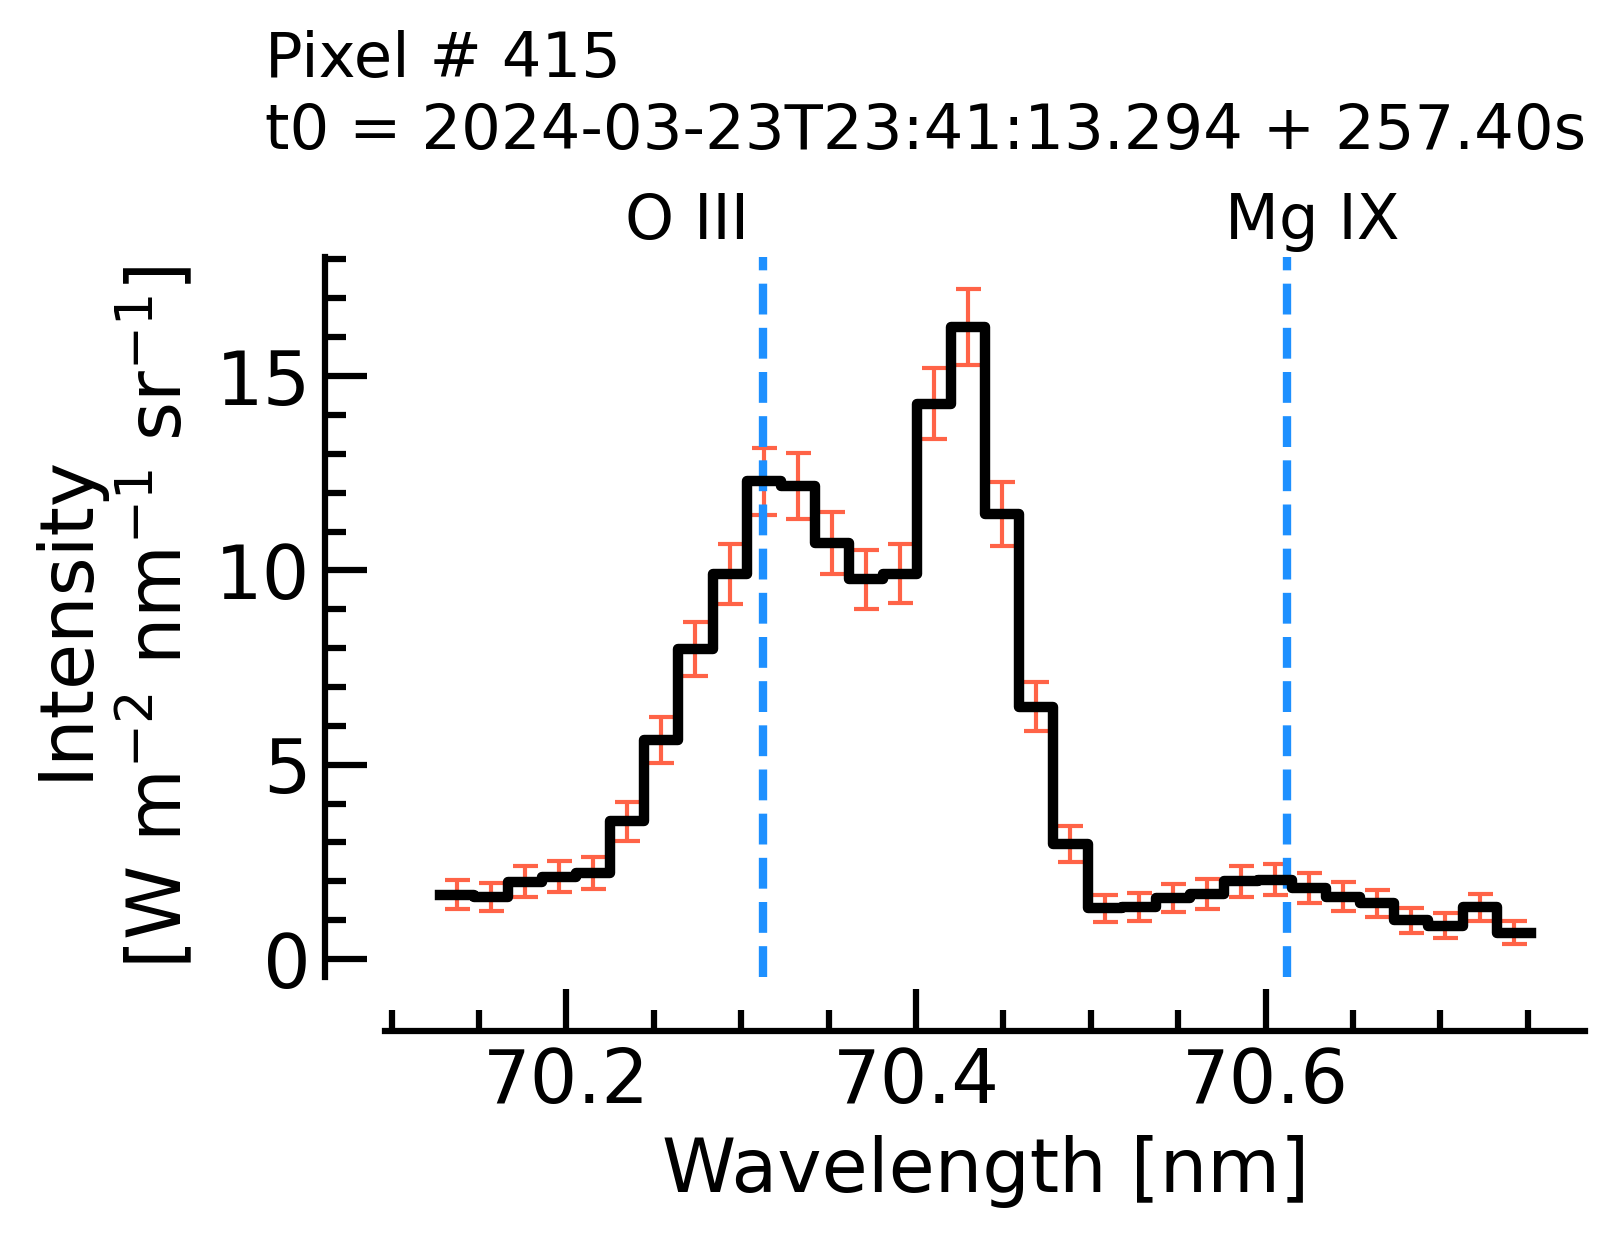 Pixel # 415
t0 = 2024-03-23T23:41:13.294 + 257.40s
O III
Mg IX
Intensity
[W m⁻² nm⁻¹ sr⁻¹]
15
10
5
0
70.2
70.4
70.6
Wavelength [nm]